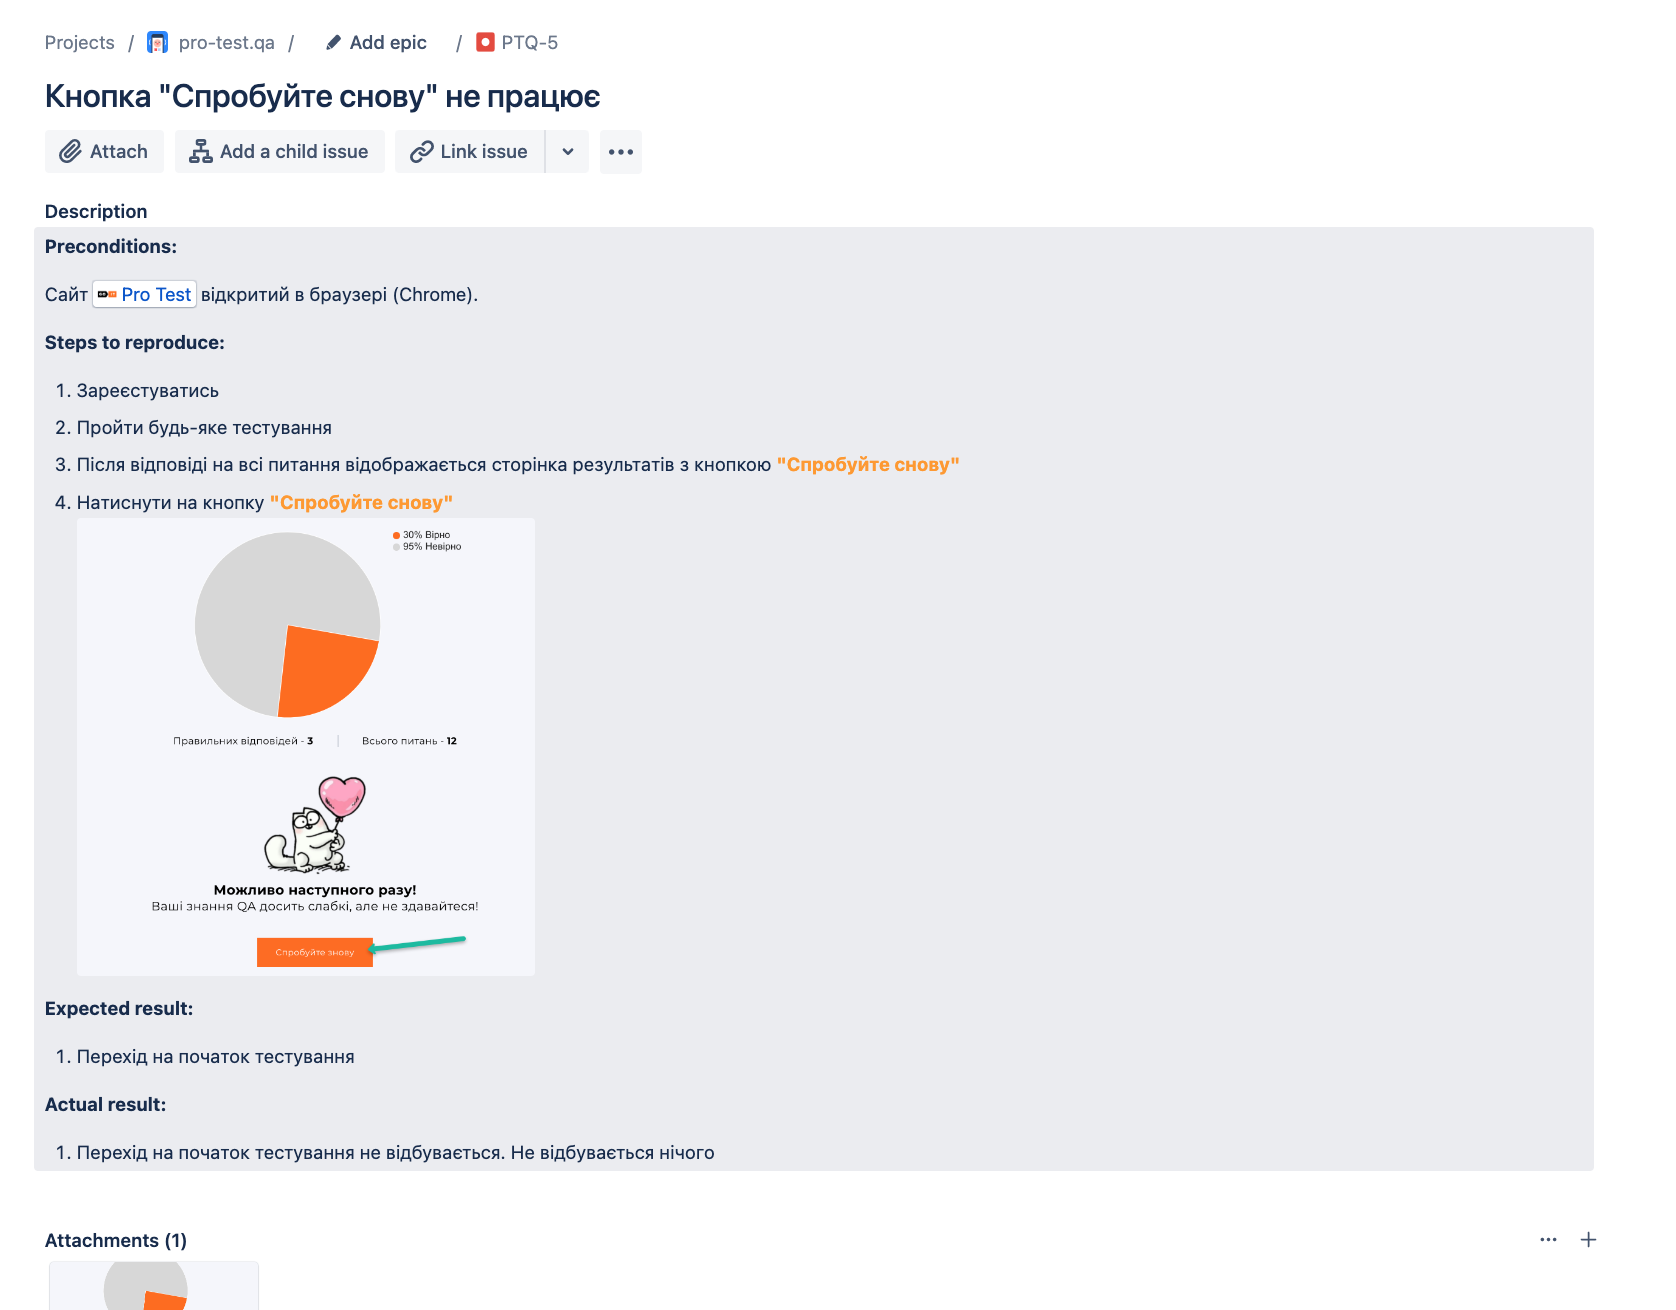 Projects / pro-test.qa / Add epic / PTQ-5
Кнопка "Спробуйте снову" не працює
Attach Add a child issue Link issue
Description
Preconditions:
Сайт Pro Test відкритий в браузері (Chrome).
Steps to reproduce:
1. Зареєстуватись
2. Пройти будь-яке тестування
3. Після відповіді на всі питання відображається сторінка результатів з кнопкою "Спробуйте снову"
4. Натиснути на кнопку "Спробуйте снову"
30% Вірно
95% Невірно
Правильних відповідей - 3 | Всього питань - 12
Можливо наступного разу!
Ваші знання QA досить слабкі, але не здавайтеся!
Спробуйте знову
Expected result:
1. Перехід на початок тестування
Actual result:
1. Перехід на початок тестування не відбувається. Не відбувається нічого
Attachments (1)